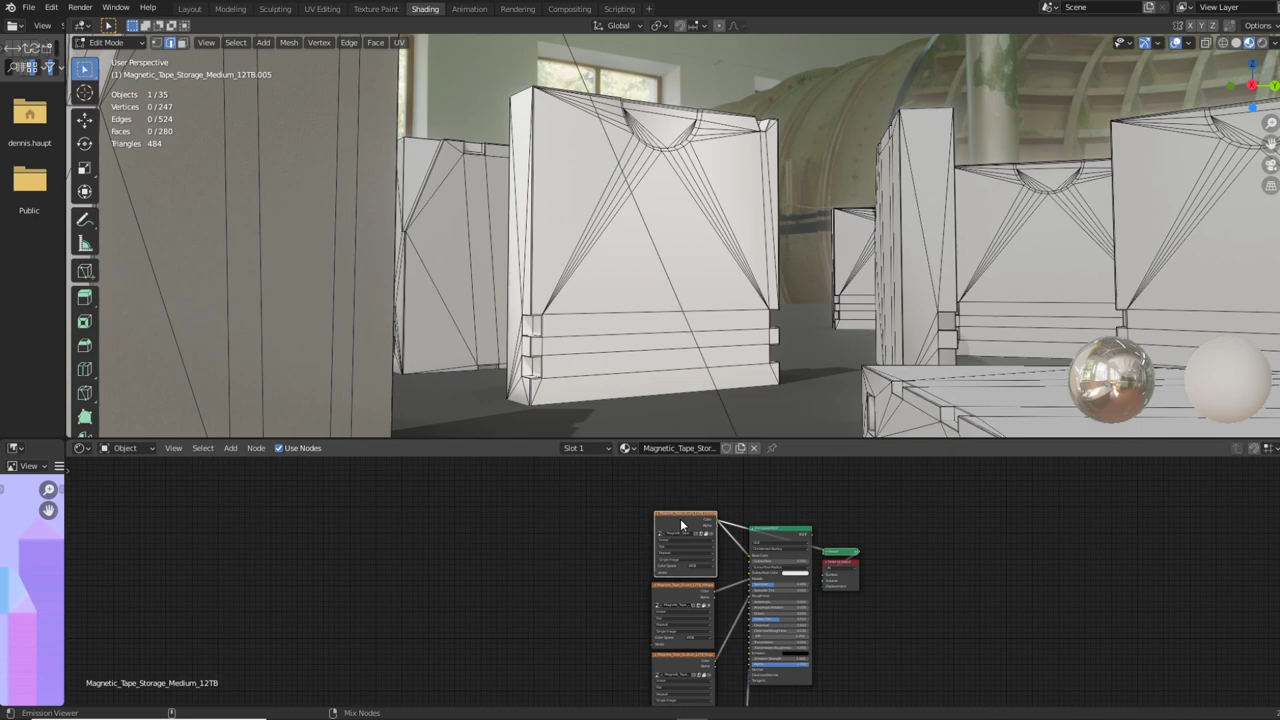 File Edit Render Window Help Layout Modeling Sculpting UV Editing Texture Paint Shading Animation Rendering Compositing Scripting + Scene View Layer
View Global X Y Z Options
Edit Mode View Select Add Mesh Vertex Edge Face UV
User Perspective
(1) Magnetic_Tape_Storage_Medium_12TB.005
Objects 1/35
Vertices 0/247
Edges 0/524
Faces 0/280
Triangles 484
dennis.haupt
Public
Object View Select Add Node Use Nodes Slot 1 Magnetic_Tape_Stor...
View
Magnetic_Tape_Storage_Medium_12TB
Emission Viewer Mix Nodes